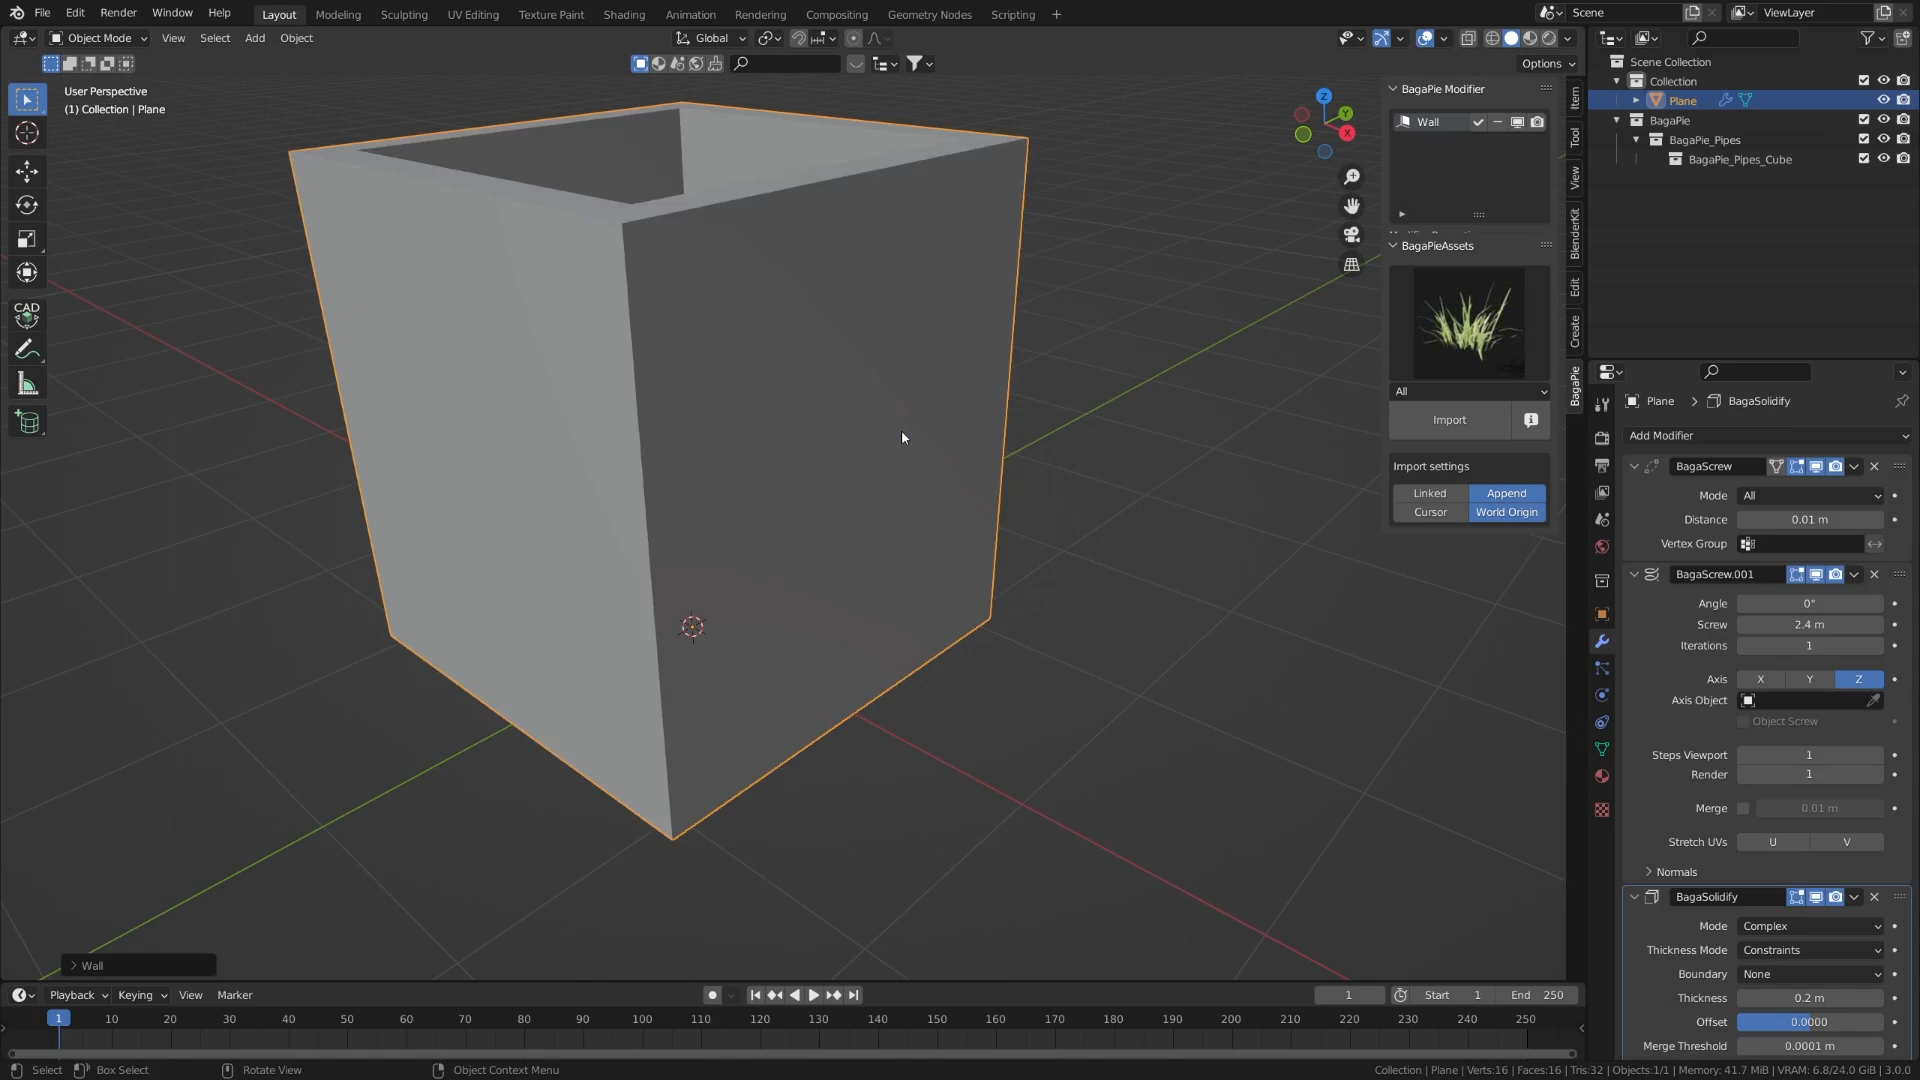 File Edit Render Window Help Layout Modeling Sculpting UV Editing Texture Paint Shading Animation Rendering Compositing Geometry Nodes Scripting + Scene ViewLayer
Object Mode View Select Add Object Global
Options
User Perspective
(1) Collection | Plane
Z
Y
X
CAD
BagaPie Modifier
Wall
BagaPieAssets
All
Import
Import settings
Linked Append
Cursor World Origin
Item
Tool
View
BlenderKit
Edit
Create
BagaPie
Scene Collection
Collection
Plane
BagaPie
BagaPie_Pipes
BagaPie_Pipes_Cube
Plane > BagaSolidify
Add Modifier
BagaScrew
Mode All
Distance 0.01 m
Vertex Group
BagaScrew.001
Angle 0°
Screw 2.4 m
Iterations 1
Axis X Y Z
Axis Object
Object Screw
Steps Viewport 1
Render 1
Merge 0.01 m
Stretch UVs U V
Normals
BagaSolidify
Mode Complex
Thickness Mode Constraints
Boundary None
Thickness 0.2 m
Offset 0.0000
Merge Threshold 0.0001 m
Wall
Playback Keying View Marker 1 Start 1 End 250
1 10 20 30 40 50 60 70 80 90 100 110 120 130 140 150 160 170 180 190 200 210 220 230 240 250
Select Box Select Rotate View Object Context Menu Collection | Plane | Verts:16 | Faces:16 | Tris:32 | Objects:1/1 | Memory: 41.7 MiB | VRAM: 6.8/24.0 GiB | 3.0.0